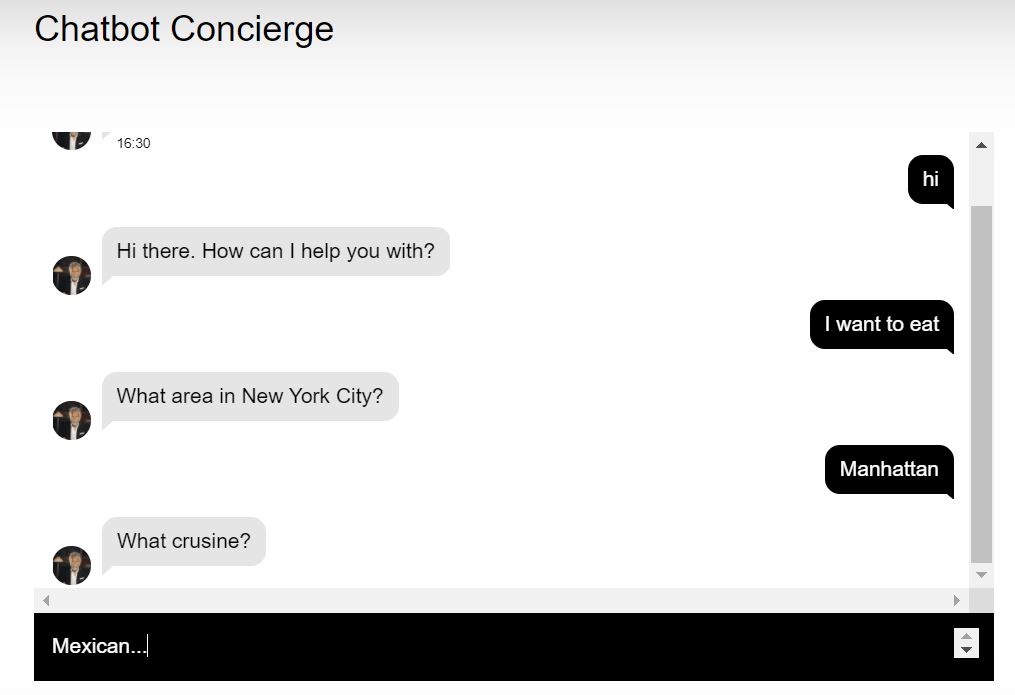 Chatbot Concierge
16:30
hi
Hi there. How can I help you with?
I want to eat
What area in New York City?
Manhattan
What crusine?
Mexican...